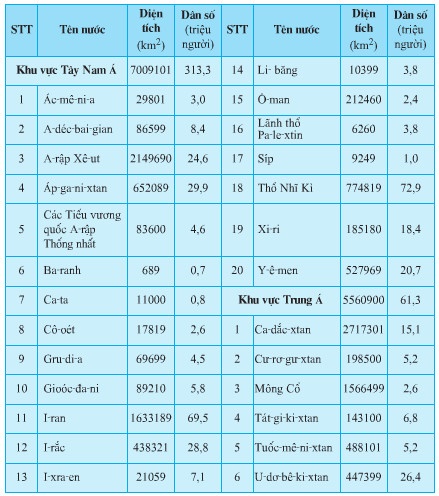 STT Tên nước Diện tích (km²) Dân số (triệu người) STT Tên nước Diện tích (km²) Dân số (triệu người)
Khu vực Tây Nam Á 7009101 313,3 14 Li- băng 10399 3,8
1 Ác-mê-ni-a 29801 3,0 15 Ô-man 212460 2,4
2 A-déc-bai-gian 86599 8,4 16 Lãnh thổ Pa-le-xtin 6260 3,8
3 A-rập Xê-ut 2149690 24,6 17 Síp 9249 1,0
4 Áp-ga-ni-xtan 652089 29,9 18 Thổ Nhĩ Kì 774819 72,9
5 Các Tiểu vương quốc A-rập Thống nhất 83600 4,6 19 Xi-ri 185180 18,4
6 Ba-ranh 689 0,7 20 Y-ê-men 527969 20,7
7 Ca-ta 11000 0,8 Khu vực Trung Á 5560900 61,3
8 Cô-oét 17819 2,6 1 Ca-dắc-xtan 2717301 15,1
9 Gru-di-a 69699 4,5 2 Cư-rơ-gư-xtan 198500 5,2
10 Gioóc-đa-ni 89210 5,8 3 Mông Cổ 1566499 2,6
11 I-ran 1633189 69,5 4 Tát-gi-ki-xtan 143100 6,8
12 I-rắc 438321 28,8 5 Tuốc-mê-ni-xtan 488101 5,2
13 I-xra-en 21059 7,1 6 U-dơ-bê-ki-xtan 447399 26,4